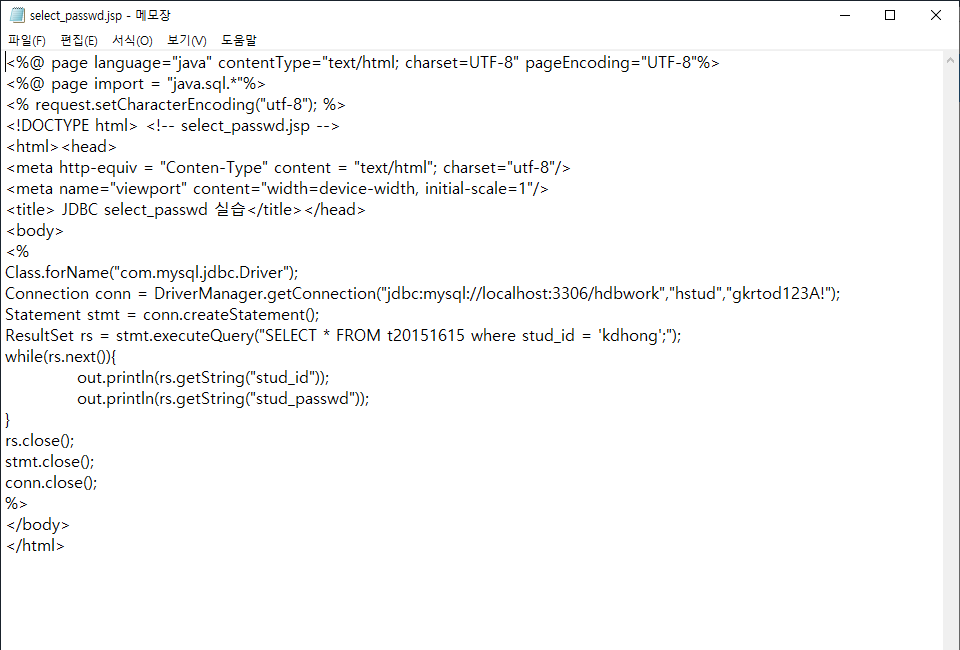 select_passwd.jsp - 메모장
파일(F) 편집(E) 서식(O) 보기(V) 도움말
<%@ page language="java" contentType="text/html; charset=UTF-8" pageEncoding="UTF-8"%>
<%@ page import = "java.sql.*"%>
<% request.setCharacterEncoding("utf-8"); %>
<!DOCTYPE html> <!-- select_passwd.jsp -->
<html><head>
<meta http-equiv = "Conten-Type" content = "text/html"; charset="utf-8"/>
<meta name="viewport" content="width=device-width, initial-scale=1"/>
<title> JDBC select_passwd 실습</title></head>
<body>
<%
Class.forName("com.mysql.jdbc.Driver");
Connection conn = DriverManager.getConnection("jdbc:mysql://localhost:3306/hdbwork","hstud","gkrtod123A!");
Statement stmt = conn.createStatement();
ResultSet rs = stmt.executeQuery("SELECT * FROM t20151615 where stud_id = 'kdhong';");
while(rs.next()){
out.println(rs.getString("stud_id"));
out.println(rs.getString("stud_passwd"));
}
rs.close();
stmt.close();
conn.close();
%>
</body>
</html>